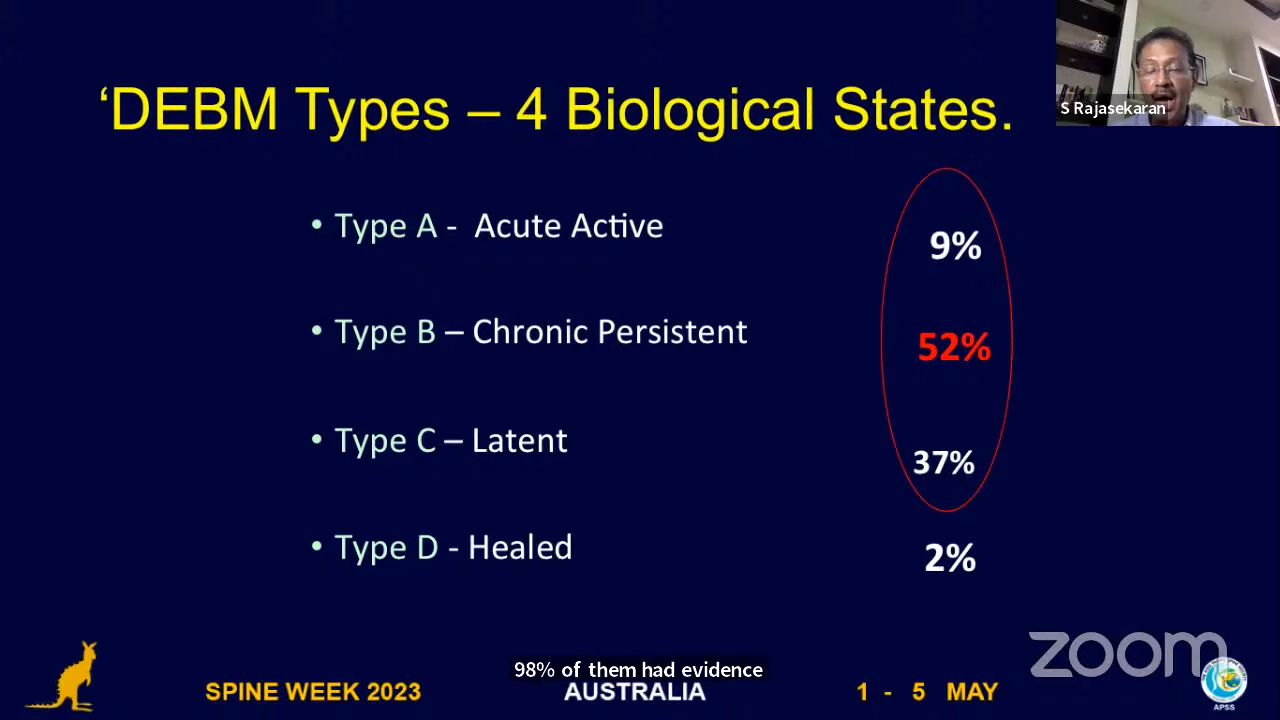 ‘DEBM Types – 4 Biological States.
S Rajasekaran
• Type A - Acute Active
9%
• Type B – Chronic Persistent
52%
• Type C – Latent
37%
• Type D - Healed
2%
98% of them had evidence
SPINE WEEK 2023
AUSTRALIA
1 - 5 MAY
zoom
APSS